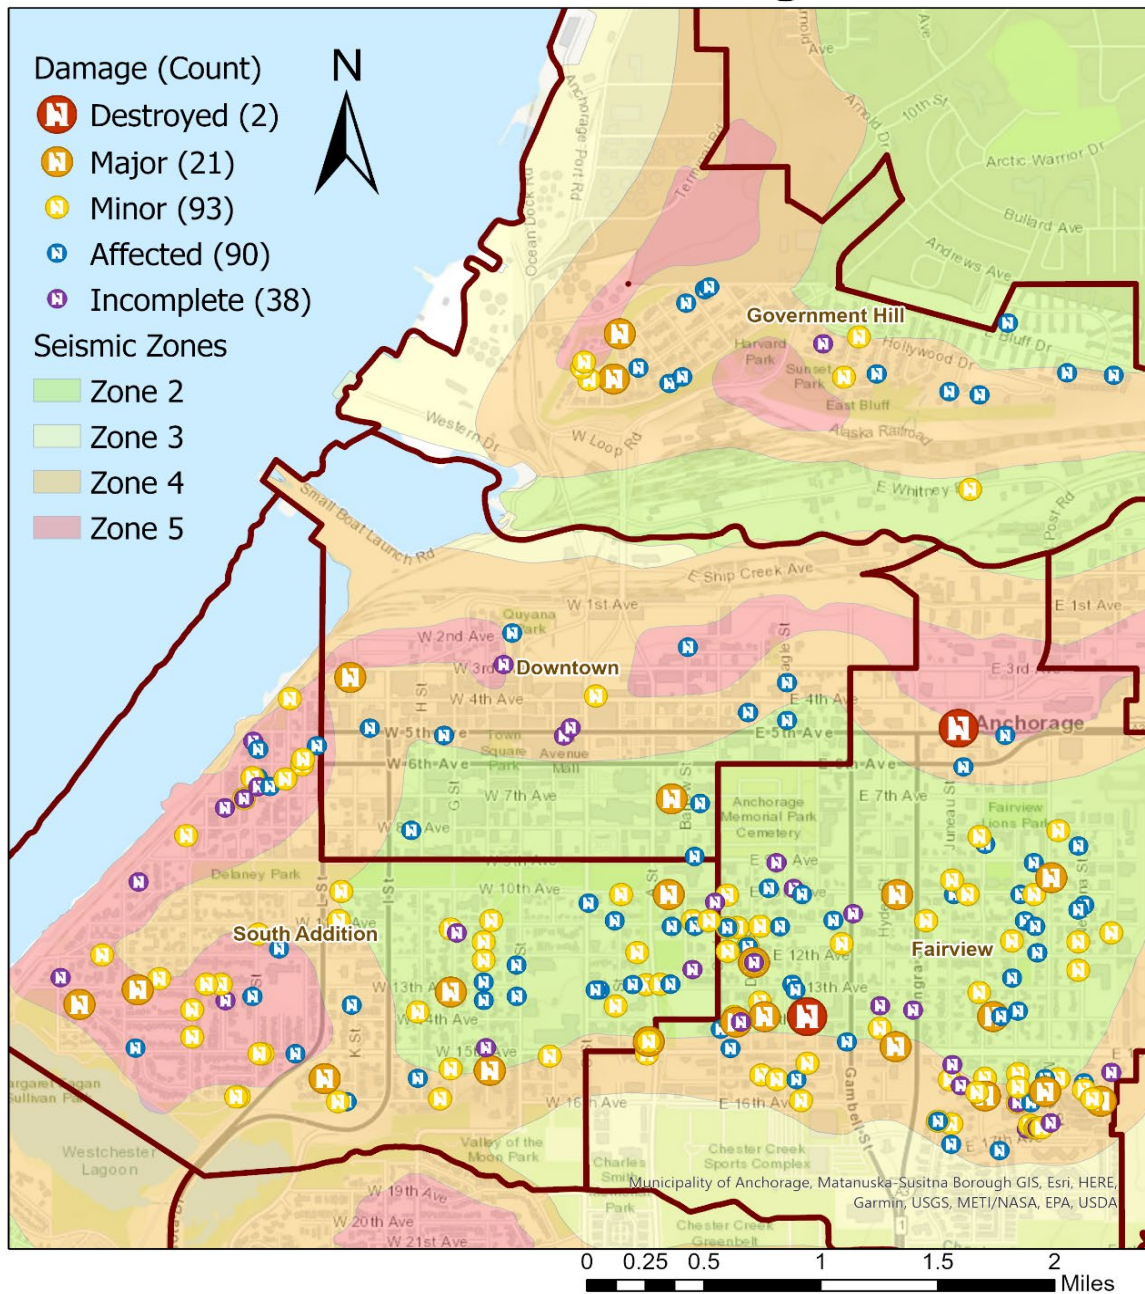 Damage (Count)
N
Destroyed (2)
Major (21)
Minor (93)
Affected (90)
Incomplete (38)
Seismic Zones
Zone 2
Zone 3
Zone 4
Zone 5
Anchorage Port Rd
Ocean Dock Rd
Terminal Rd
Arnold Dr
Ave
10th St
Arctic Warrior Dr
Bullard Ave
Andrews Ave
Government Hill
E Bluff Dr
Hollywood Dr
Harvard
Park
Sunset
Park
East Bluff
Alaska Railroad
W Loop Rd
Western Dr
E Whitney
Post Rd
Small Boat Launch Rd
E Ship Creek Ave
W 1st Ave
E 1st Ave
Quyana
Park
W 2nd Ave
W 3rd
Downtown
E 3rd Ave
W 4th Ave
E 4th Ave
H St
Anchorage
W 5th Ave
Town
Square
Park
Avenue
Mall
E 5th Ave
W 6th Ave
G St
W 7th Ave
E 7th Ave
Anchorage
Memorial Park
Cemetery
Juneau St
Fairview
Lions Park
Delaney Park
W 10th Ave
L St
I St
A St
Hyder St
South Addition
Fairview
E 12th Ave
W 13th Ave
13th Ave
K St
W 15th Ave
W 16th Ave
E 16th Ave
Gambell St
E 17th Ave
Sullivan Park
Westchester
Lagoon
Valley of the
Moon Park
Chester Creek
Sports Complex
Charles
W 19th Ave
W 20th Ave
W 21st Ave
Chester Creek
Greenbelt
Municipality of Anchorage, Matanuska-Susitna Borough GIS, Esri, HERE,
Garmin, USGS, METI/NASA, EPA, USDA
0 0.25 0.5 1 1.5 2
Miles